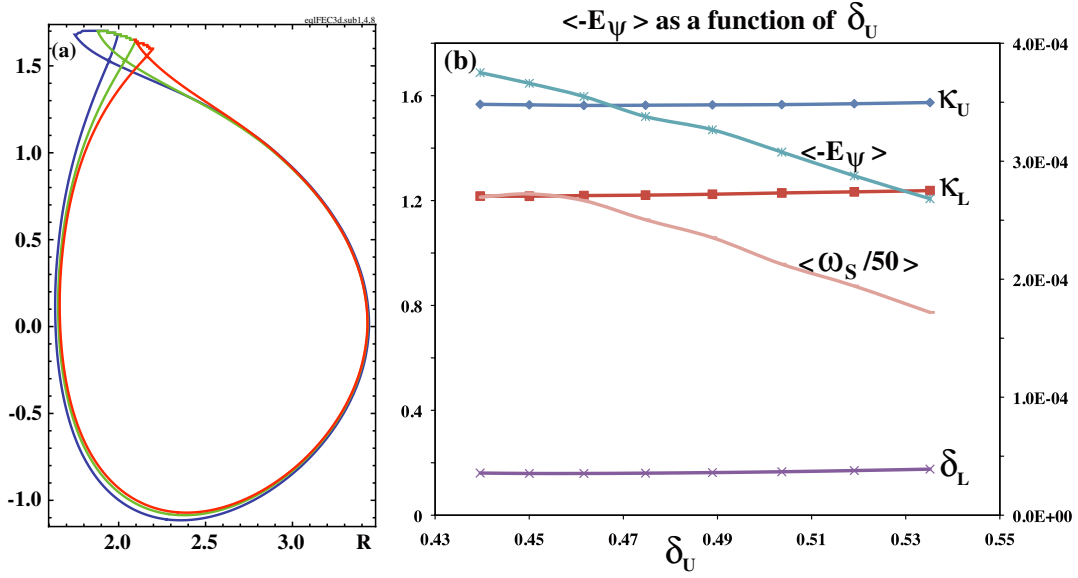 eqlFEC3d,sub1,4,8
(a)
1.5
1.0
0.5
0.0
-0.5
-1.0
2.0
2.5
3.0
R
<-Eψ> as a function of δU
(b)
κU
<-Eψ>
κL
<ωS/50>
δL
1.6
1.2
0.8
0.4
0
4.0E-04
3.0E-04
2.0E-04
1.0E-04
0.0E+00
0.43
0.45
0.47
0.49
0.51
0.53
0.55
δU